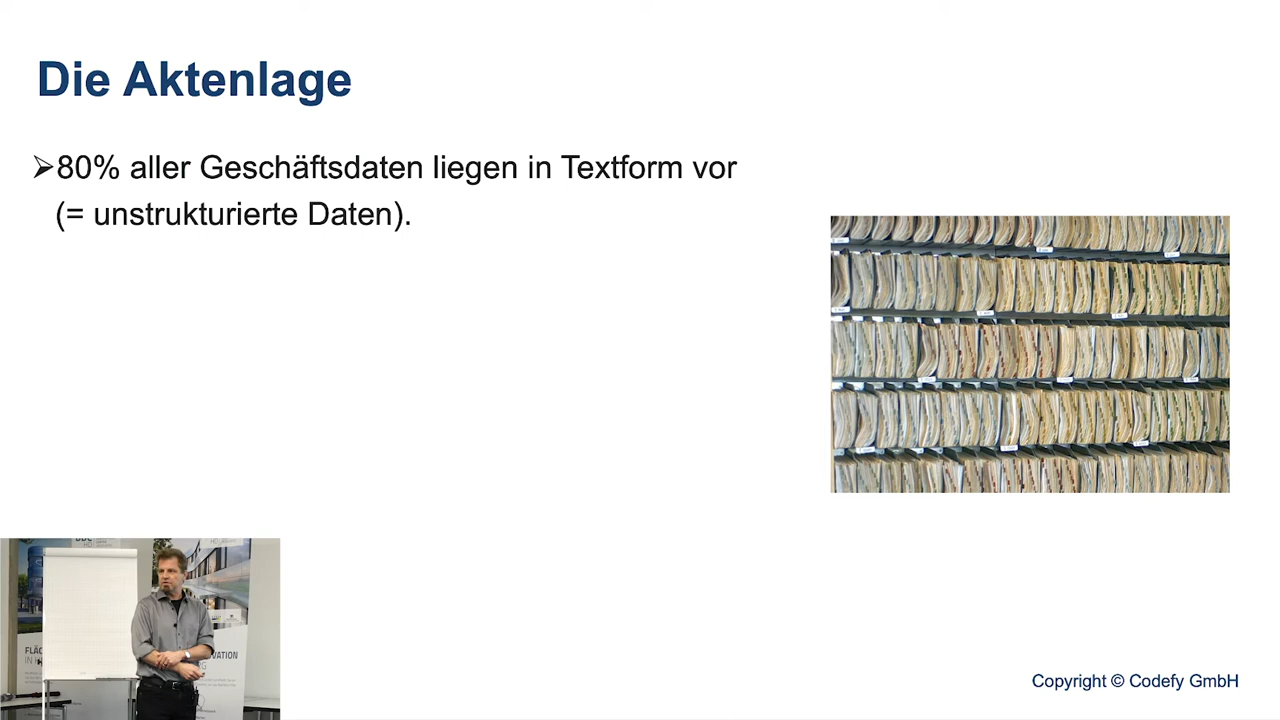 Die Aktenlage
➢80% aller Geschäftsdaten liegen in Textform vor
(= unstrukturierte Daten).
Copyright © Codefy GmbH